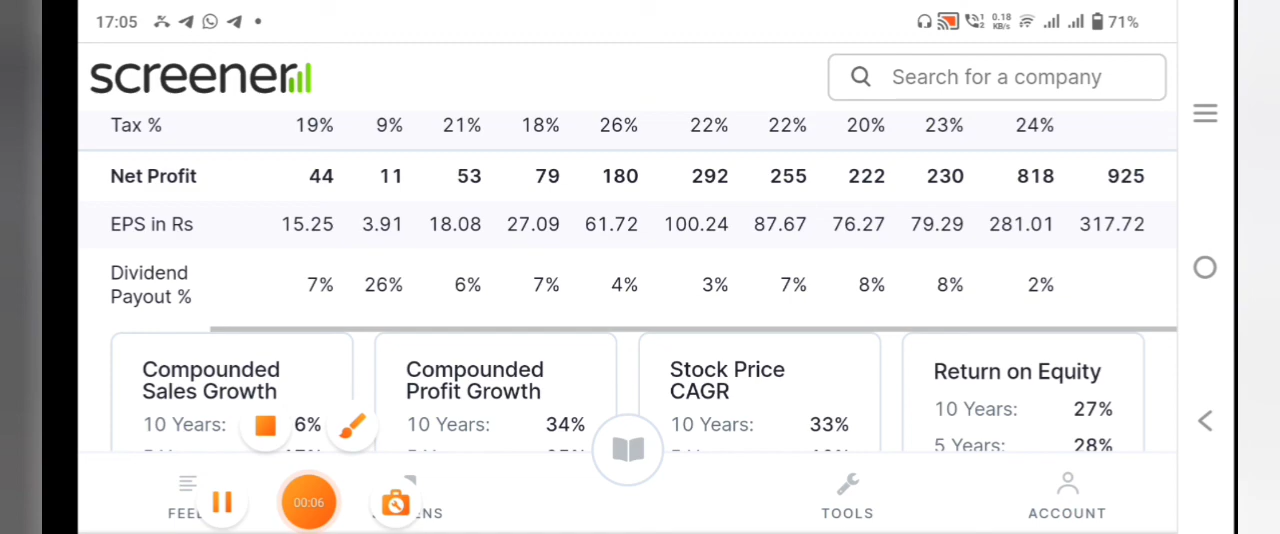 17:05 0.18 KB/s 71%
screener Search for a company
Tax % 19% 9% 21% 18% 26% 22% 22% 20% 23% 24%
Net Profit 44 11 53 79 180 292 255 222 230 818 925
EPS in Rs 15.25 3.91 18.08 27.09 61.72 100.24 87.67 76.27 79.29 281.01 317.72
Dividend
Payout % 7% 26% 6% 7% 4% 3% 7% 8% 8% 2%
Compounded
Sales Growth
10 Years: 6%
Compounded
Profit Growth
10 Years: 34%
Stock Price
CAGR
10 Years: 33%
Return on Equity
10 Years: 27%
5 Years: 28%
00:06
TOOLS ACCOUNT